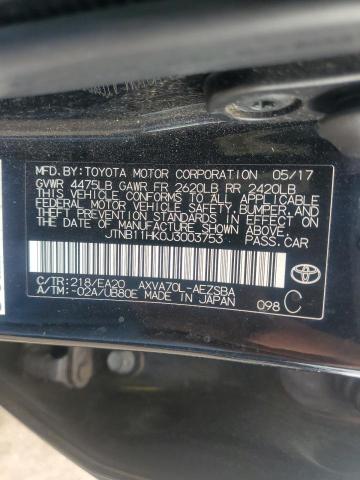 MFD.BY:TOYOTA MOTOR CORPORATION 05/17
GVWR 4475LB GAWR FR 2620LB RR 2420LB
THIS VEHICLE CONFORMS TO ALL APPLICABLE
FEDERAL MOTOR VEHICLE SAFETY,BUMPER,AND
THEFT PREVENTION STANDARDS IN EFFECT ON THE
DATE OF MANUFACTURE SHOWN ABOVE.
JTNB11HK0J3003753 PASS.CAR
C/TR:218/EA20 AXVA70L-AEZSBA
A/TM:-02A/UB80E MADE IN JAPAN
098 C